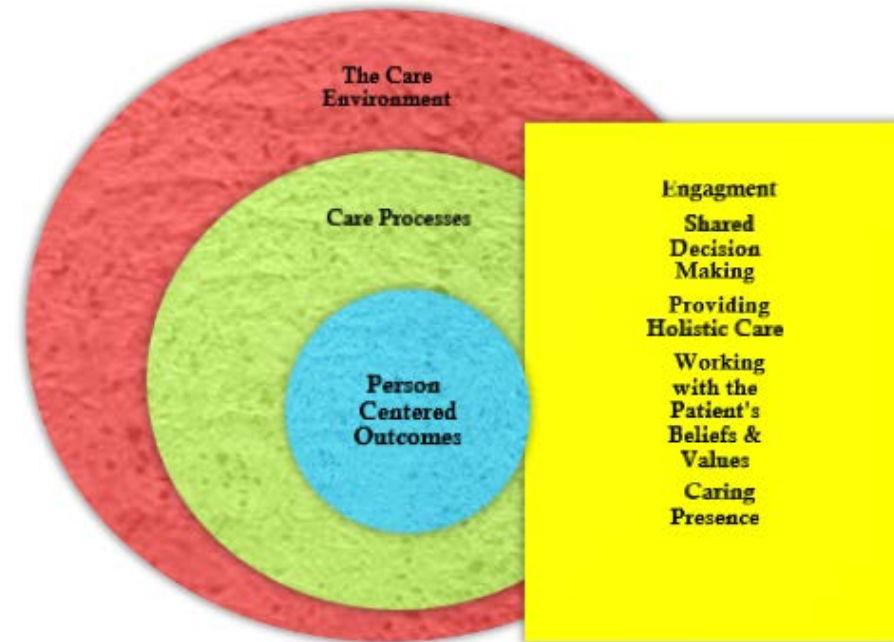 The Care
Environment
Care Processes
Person
Centered
Outcomes
Engagment
Shared
Decision
Making
Providing
Holistic Care
Working
with the
Patient's
Beliefs &
Values
Caring
Presence